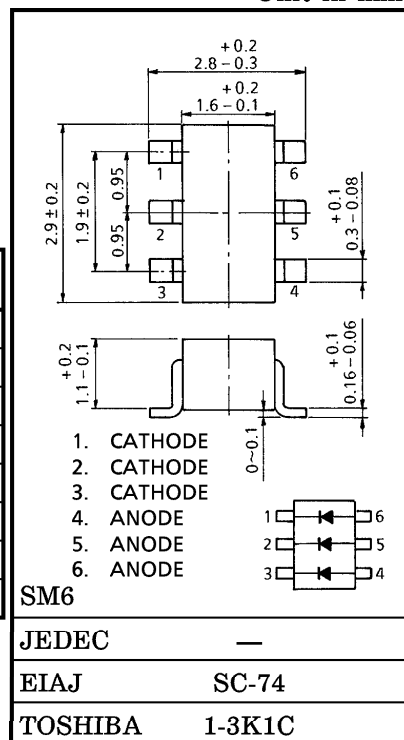 +0.2
2.8 – 0.3
+0.2
1.6 – 0.1
2.9 ± 0.2
1.9 ± 0.2
0.95
0.95
1
2
3
6
5
4
+0.1
0.3 – 0.08
+0.2
1.1 – 0.1
0~0.1
+0.1
0.16 – 0.06
1. CATHODE
2. CATHODE
3. CATHODE
4. ANODE
5. ANODE
6. ANODE
1 6
2 5
3 4
SM6
JEDEC —
EIAJ SC-74
TOSHIBA 1-3K1C